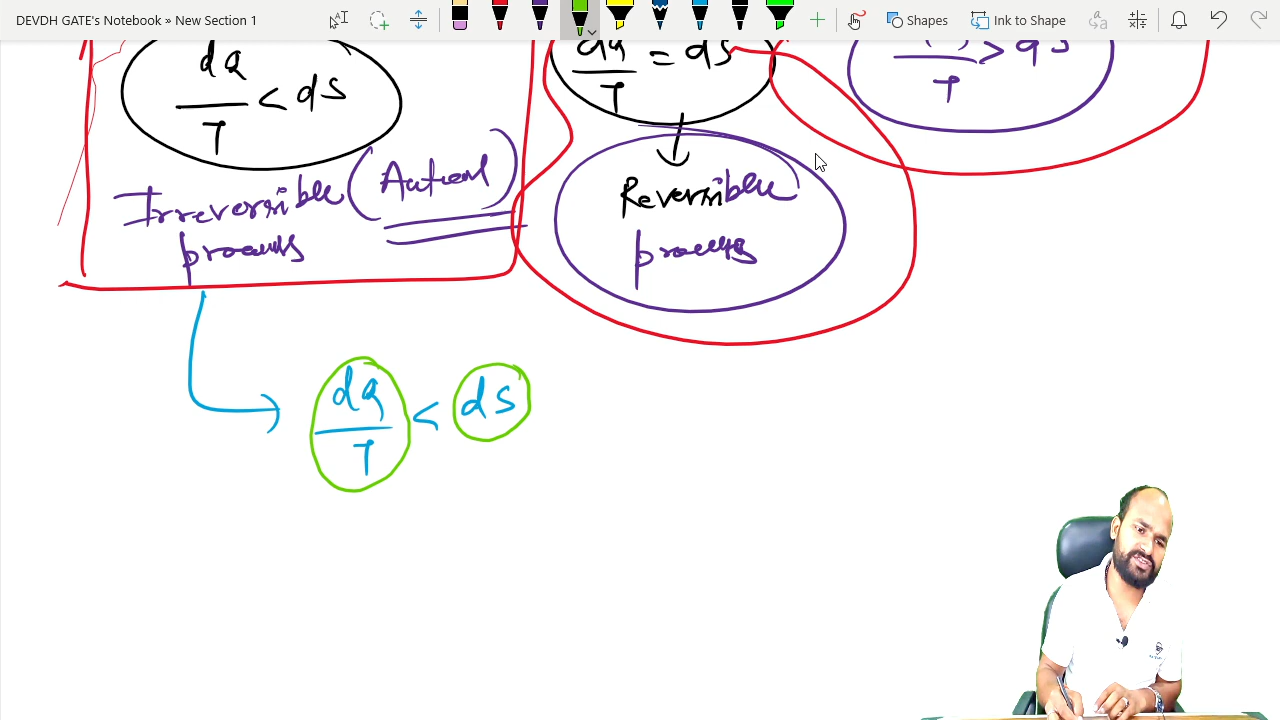 DEVDH GATE's Notebook » New Section 1
Shapes
Ink to Shape
dQ/T < ds
Irreversible (Actual)
process
dQ/T = ds
Reversible
process
T > ds
dQ/T < ds